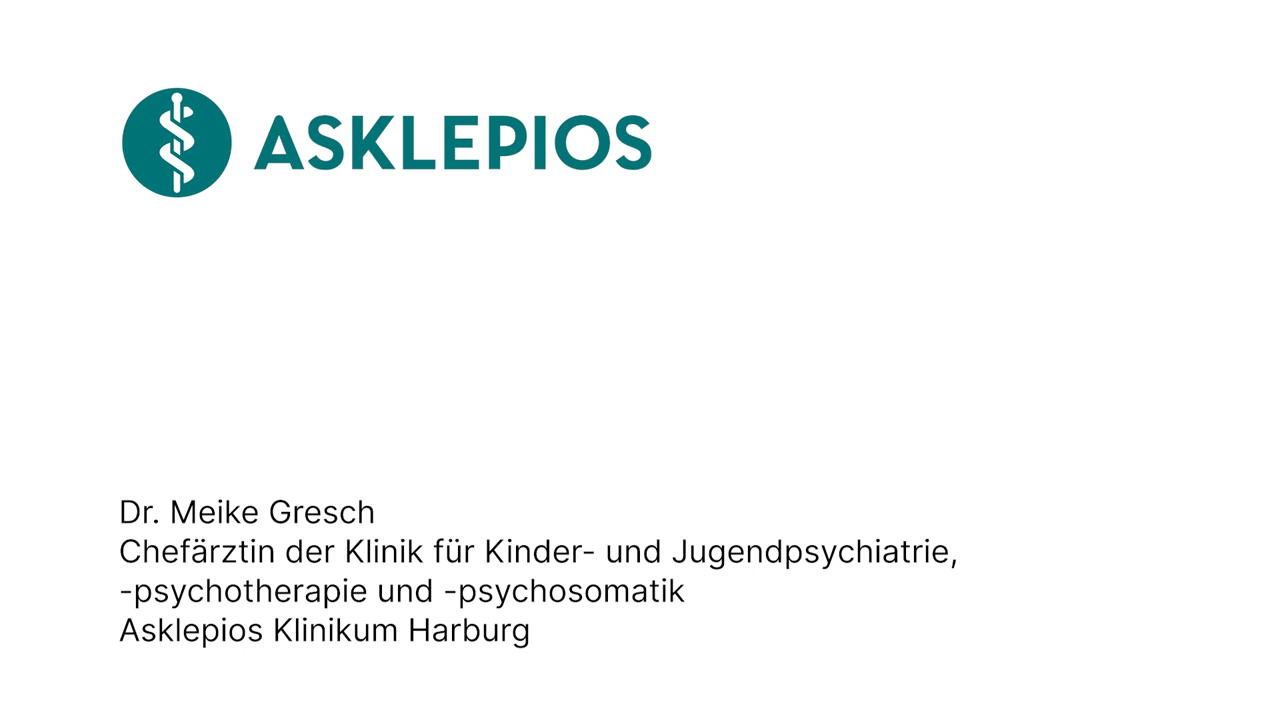 ASKLEPIOS
Dr. Meike Gresch
Chefärztin der Klinik für Kinder- und Jugendpsychiatrie,
-psychotherapie und -psychosomatik
Asklepios Klinikum Harburg